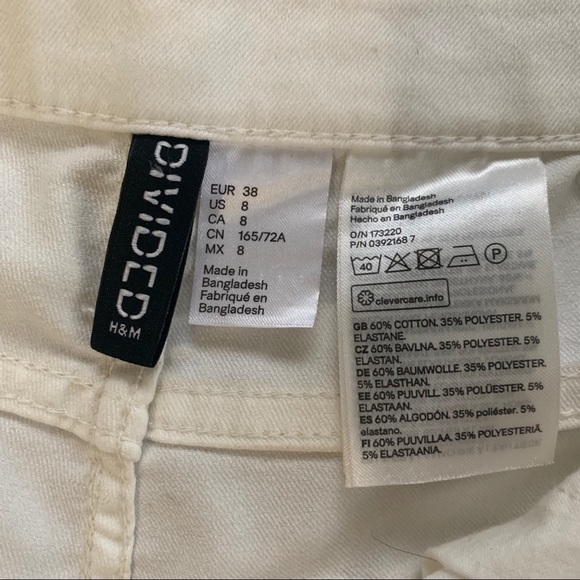 DIVIDED
H&M
EUR 38
US 8
CA 8
CN 165/72A
MX 8
Made in
Bangladesh
Fabriqué en
Bangladesh
Made in Bangladesh
Fabriqué en Bangladesh
Hecho en Bangladesh
O/N 173220
P/N 0392168 7
40
P
clevercare.info
GB 60% COTTON. 35% POLYESTER. 5%
ELASTANE.
CZ 60% BAVLNA. 35% POLYESTER. 5%
ELASTAN.
DE 60% BAUMWOLLE. 35% POLYESTER.
5% ELASTHAN.
EE 60% PUUVILL. 35% POLÜESTER. 5%
ELASTAAN.
ES 60% ALGODÓN. 35% poliéster. 5%
elastano.
FI 60% PUUVILLAA. 35% POLYESTERIÄ.
5% ELASTAANIA.